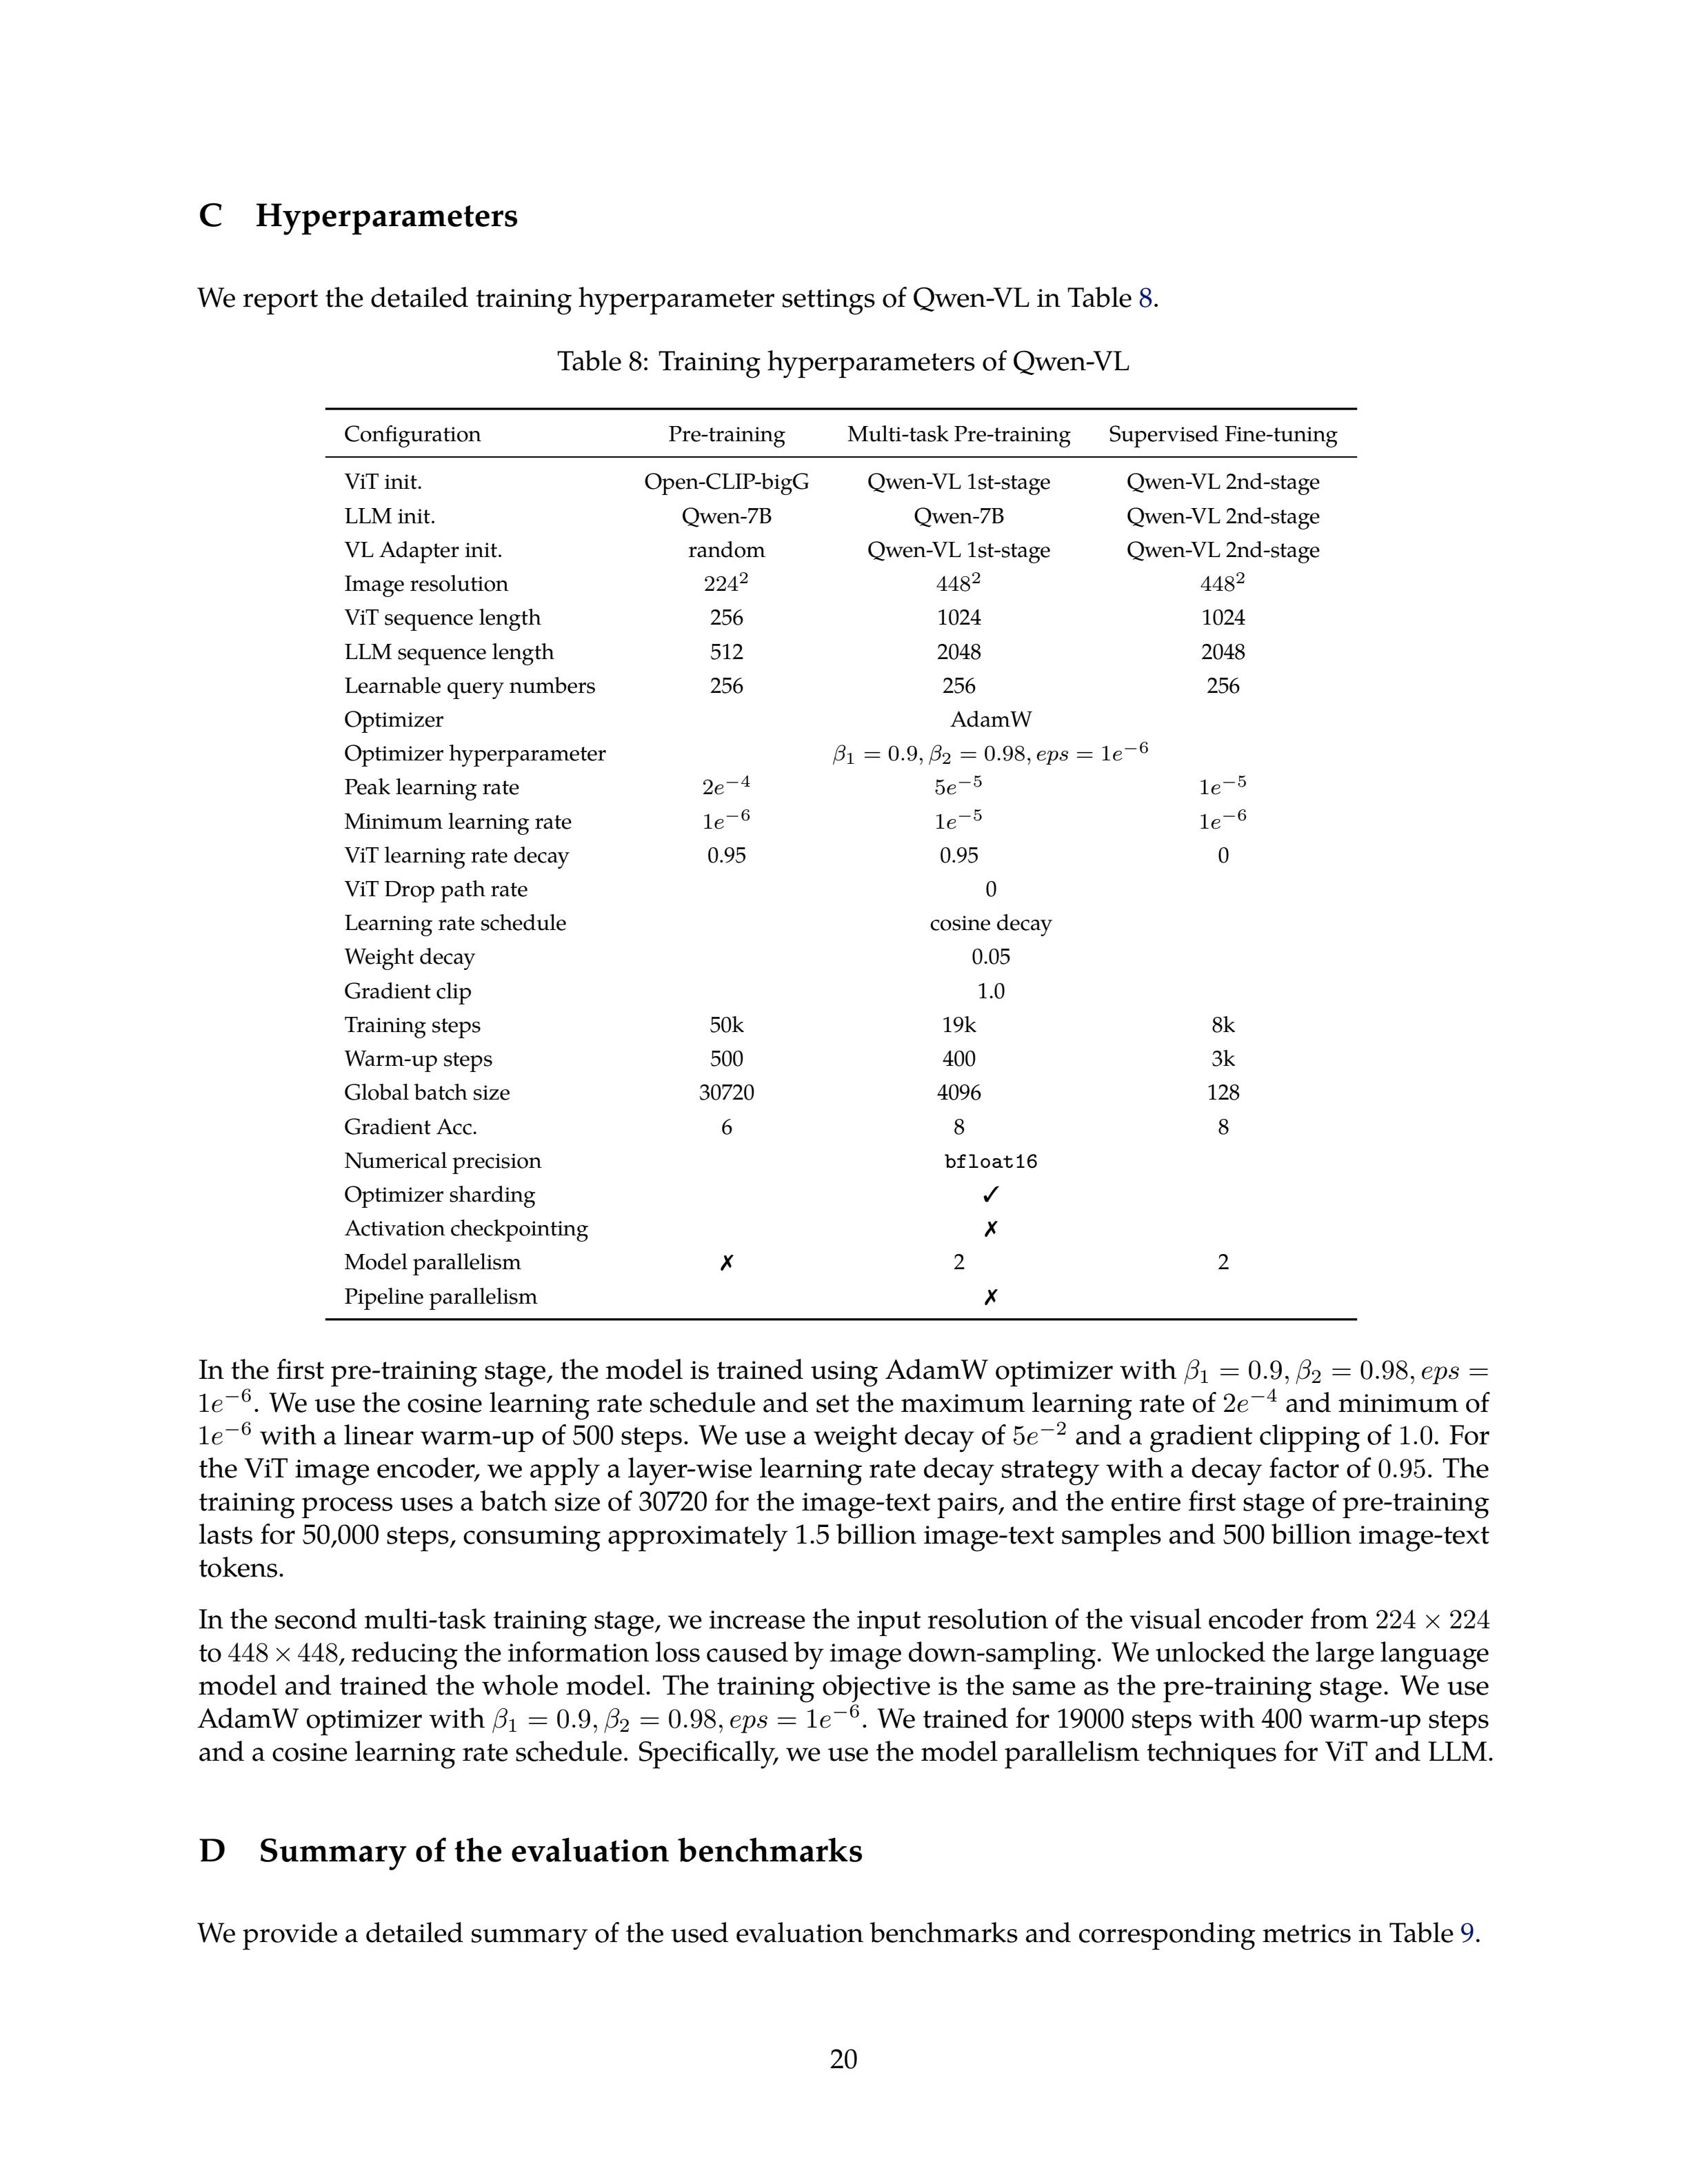 C Hyperparameters
We report the detailed training hyperparameter settings of Qwen-VL in Table 8.
Table 8: Training hyperparameters of Qwen-VL
Configuration Pre-training Multi-task Pre-training Supervised Fine-tuning
ViT init. Open-CLIP-bigG Qwen-VL 1st-stage Qwen-VL 2nd-stage
LLM init. Qwen-7B Qwen-7B Qwen-VL 2nd-stage
VL Adapter init. random Qwen-VL 1st-stage Qwen-VL 2nd-stage
Image resolution 224² 448² 448²
ViT sequence length 256 1024 1024
LLM sequence length 512 2048 2048
Learnable query numbers 256 256 256
Optimizer AdamW
Optimizer hyperparameter β₁ = 0.9, β₂ = 0.98, eps = 1e⁻⁶
Peak learning rate 2e⁻⁴ 5e⁻⁵ 1e⁻⁵
Minimum learning rate 1e⁻⁶ 1e⁻⁵ 1e⁻⁶
ViT learning rate decay 0.95 0.95 0
ViT Drop path rate 0
Learning rate schedule cosine decay
Weight decay 0.05
Gradient clip 1.0
Training steps 50k 19k 8k
Warm-up steps 500 400 3k
Global batch size 30720 4096 128
Gradient Acc. 6 8 8
Numerical precision bfloat16
Optimizer sharding ✓
Activation checkpointing ✗
Model parallelism ✗ 2 2
Pipeline parallelism ✗
In the first pre-training stage, the model is trained using AdamW optimizer with β₁ = 0.9, β₂ = 0.98, eps =
1e⁻⁶. We use the cosine learning rate schedule and set the maximum learning rate of 2e⁻⁴ and minimum of
1e⁻⁶ with a linear warm-up of 500 steps. We use a weight decay of 5e⁻² and a gradient clipping of 1.0. For
the ViT image encoder, we apply a layer-wise learning rate decay strategy with a decay factor of 0.95. The
training process uses a batch size of 30720 for the image-text pairs, and the entire first stage of pre-training
lasts for 50,000 steps, consuming approximately 1.5 billion image-text samples and 500 billion image-text
tokens.
In the second multi-task training stage, we increase the input resolution of the visual encoder from 224 × 224
to 448 × 448, reducing the information loss caused by image down-sampling. We unlocked the large language
model and trained the whole model. The training objective is the same as the pre-training stage. We use
AdamW optimizer with β₁ = 0.9, β₂ = 0.98, eps = 1e⁻⁶. We trained for 19000 steps with 400 warm-up steps
and a cosine learning rate schedule. Specifically, we use the model parallelism techniques for ViT and LLM.
D Summary of the evaluation benchmarks
We provide a detailed summary of the used evaluation benchmarks and corresponding metrics in Table 9.
20